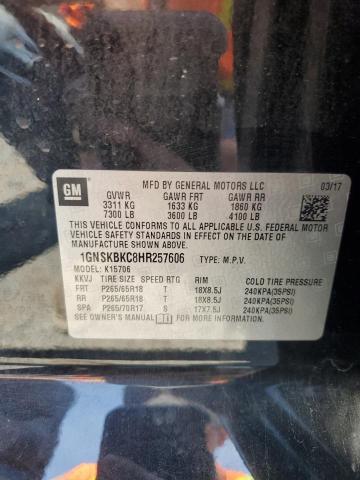 GM
MFD BY GENERAL MOTORS LLC 03/17
GVWR GAWR FRT GAWR RR
3311 KG 1633 KG 1860 KG
7300 LB 3600 LB 4100 LB
THIS VEHICLE CONFORMS TO ALL APPLICABLE U.S. FEDERAL MOTOR
VEHICLE SAFETY STANDARDS IN EFFECT ON THE DATE OF
MANUFACTURE SHOWN ABOVE.
1GNSKBKC8HR257606 TYPE: M.P.V.
MODEL: K15706
KKVJ TIRE SIZE SPEED RTG RIM COLD TIRE PRESSURE
FRT P265/65R18 T 18X8.5J 240KPA(35PSI)
RR P265/65R18 T 18X8.5J 240KPA(35PSI)
SPA P265/70R17 T 17X7.5J 240KPA(35PSI)
SEE OWNER'S MANUAL FOR MORE INFORMATION.